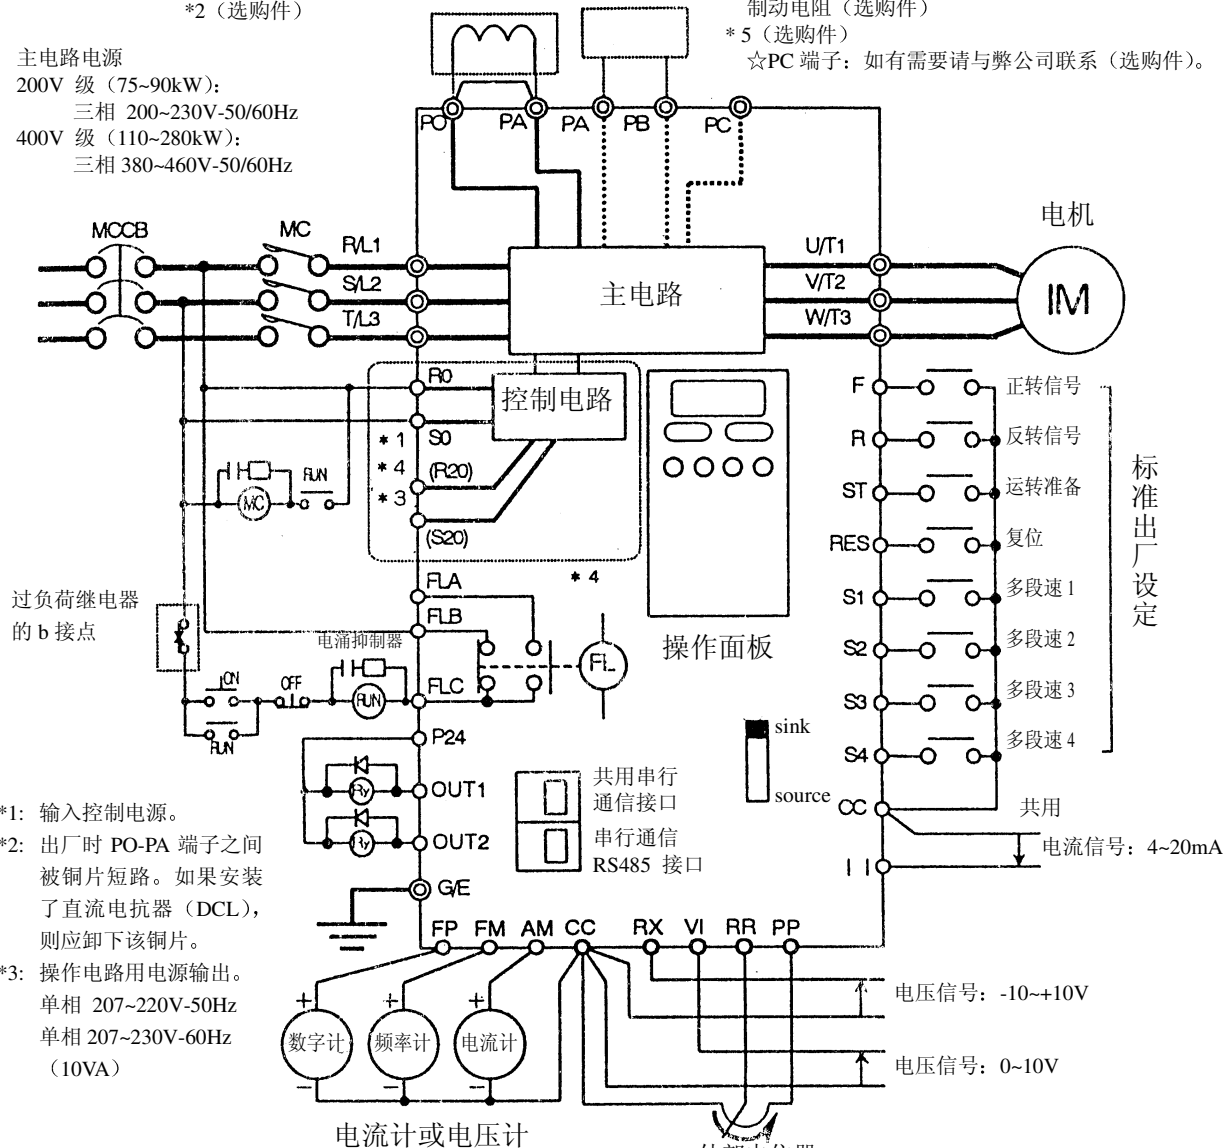 *2（选购件）
制动电阻（选购件）
*5（选购件）
☆PC 端子：如有需要请与弊公司联系（选购件）。
主电路电源
200V 级（75~90kW）：
三相 200~230V-50/60Hz
400V 级（110~280kW）：
三相 380~460V-50/60Hz
PO
PA
PA
PB
PC
MCCB
MC
R/L1
S/L2
T/L3
主电路
U/T1
V/T2
W/T3
电机
IM
R0
S0
控制电路
*1
*4
*3
(R20)
(S20)
*4
MC
RUN
F
正转信号
R
反转信号
ST
运转准备
RES
复位
S1
多段速 1
S2
多段速 2
S3
多段速 3
S4
多段速 4
标准出厂设定
操作面板
FLA
FLB
FLC
FL
过负荷继电器
的 b 接点
电涌抑制器
ON
OFF
RUN
RUN
P24
OUT1
Ry
OUT2
Ry
G/E
共用串行
通信接口
串行通信
RS485 接口
sink
source
CC
共用
II
电流信号：4~20mA
*1: 输入控制电源。
*2: 出厂时 PO-PA 端子之间
被铜片短路。如果安装
了直流电抗器（DCL），
则应卸下该铜片。
*3: 操作电路用电源输出。
单相 207~220V-50Hz
单相 207~230V-60Hz
（10VA）
FP
FM
AM
CC
RX
VI
RR
PP
+
+
+
数字计
频率计
电流计
−
−
−
电压信号：-10~+10V
电压信号：0~10V
电流计或电压计